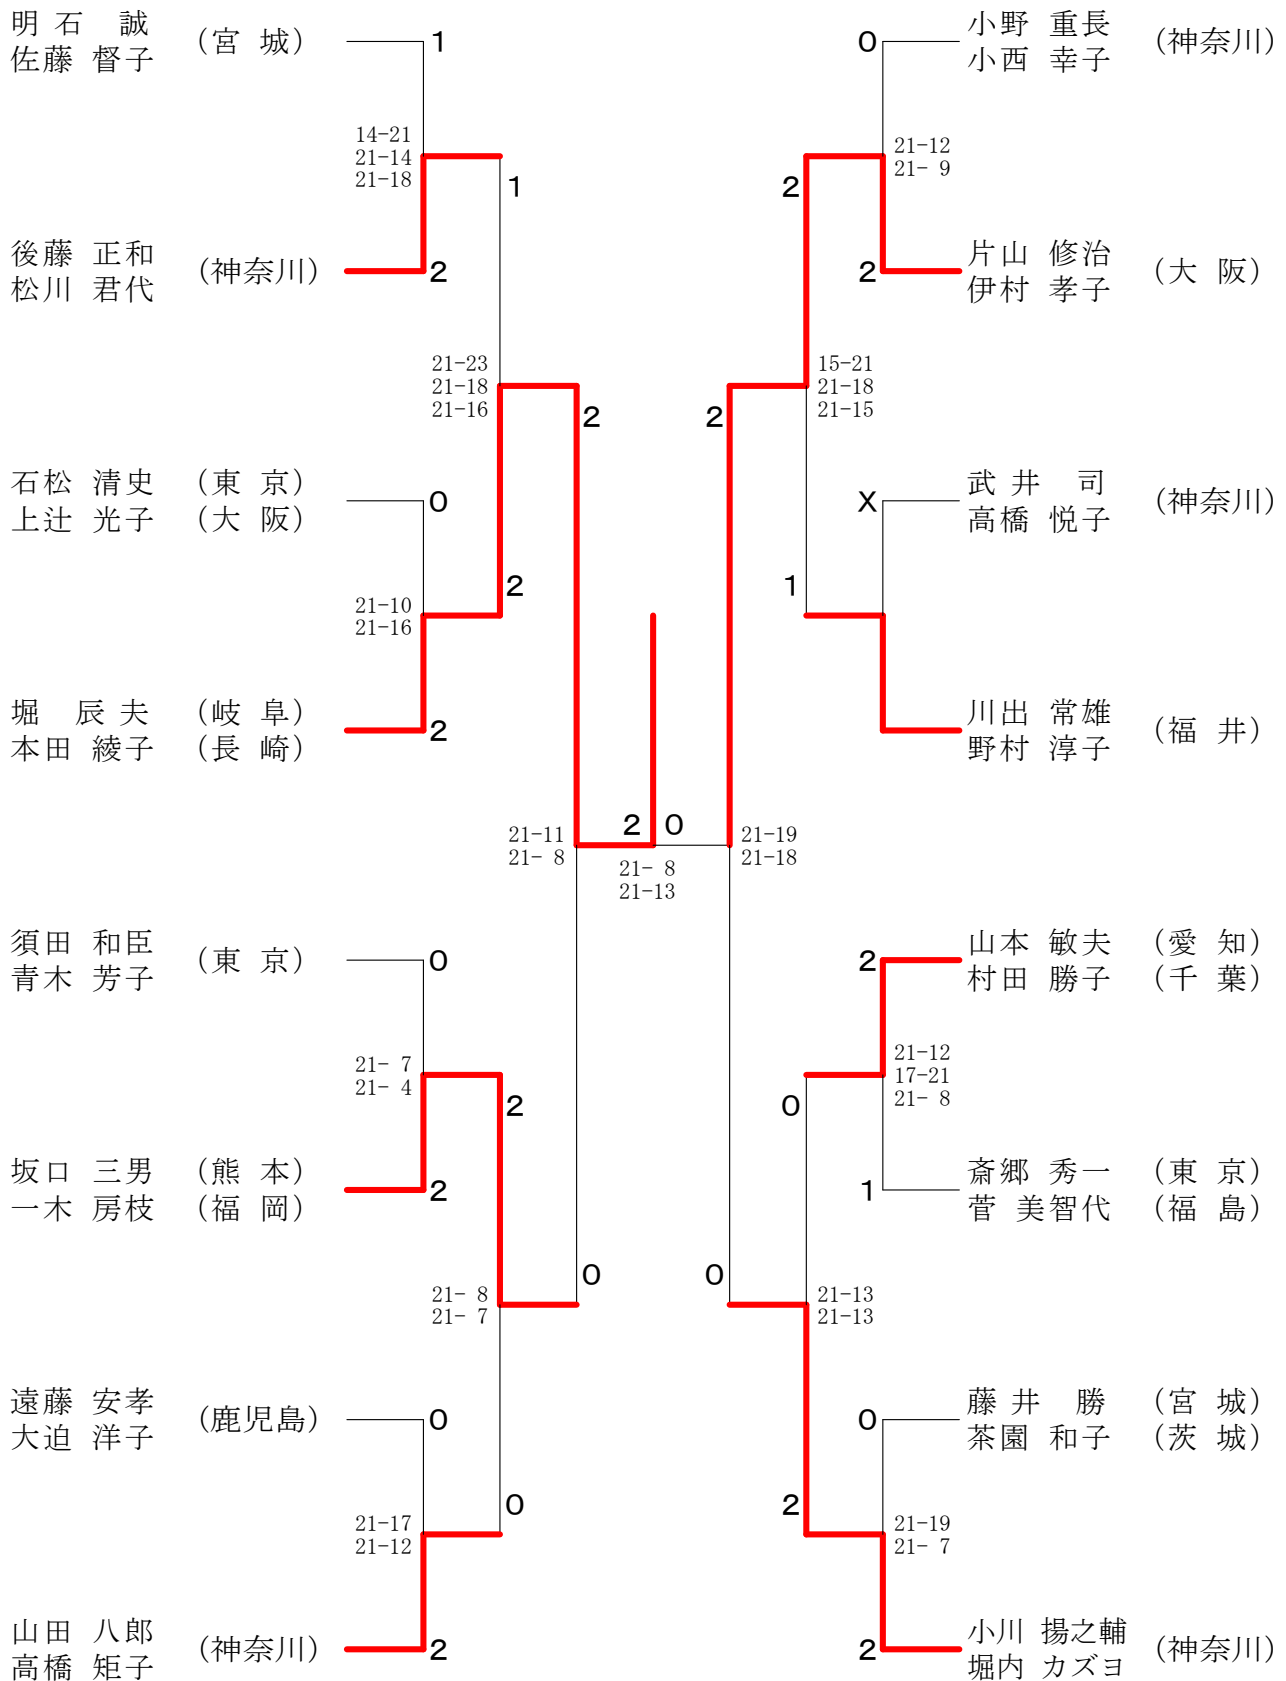 明 石　誠 （宮 城） 1
佐藤 督子
14-21
21-14
21-18
1
後藤 正和 （神奈川） 2
松川 君代
21-23
21-18
21-16
2
石松 清史 （東 京） 0
上辻 光子 （大 阪）
2
21-10
21-16
堀　辰 夫 （岐 阜） 2
本田 綾子 （長 崎）
21-11
21- 8
2 0
21- 8
21-13
須田 和臣 （東 京） 0
青木 芳子
21- 7
21- 4
2
坂口 三男 （熊 本） 2
一木 房枝 （福 岡）
0
21- 8
21- 7
遠藤 安孝 （鹿児島） 0
大迫 洋子
0
21-17
21-12
山田 八郎 （神奈川） 2
高橋 矩子
0 小野 重長 （神奈川）
小西 幸子
21-12
21- 9
2
2 片山 修治 （大 阪）
伊村 孝子
15-21
21-18
21-15
2
X 武 井　司 （神奈川）
高橋 悦子
1
川出 常雄 （福 井）
野村 淳子
21-19
21-18
2 山本 敏夫 （愛 知）
村田 勝子 （千 葉）
21-12
17-21
21- 8
0
1 斎郷 秀一 （東 京）
菅 美智代 （福 島）
0
21-13
21-13
0 藤 井　勝 （宮 城）
茶園 和子 （茨 城）
2
21-19
21- 7
2 小川 揚之輔 （神奈川）
堀内 カズヨ